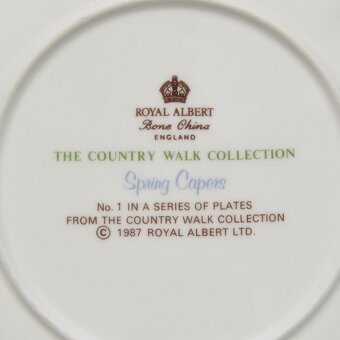 ROYAL ALBERT
Bone China
ENGLAND
THE COUNTRY WALK COLLECTION
Spring Capers
No. 1 IN A SERIES OF PLATES
FROM THE COUNTRY WALK COLLECTION
© 1987 ROYAL ALBERT LTD.